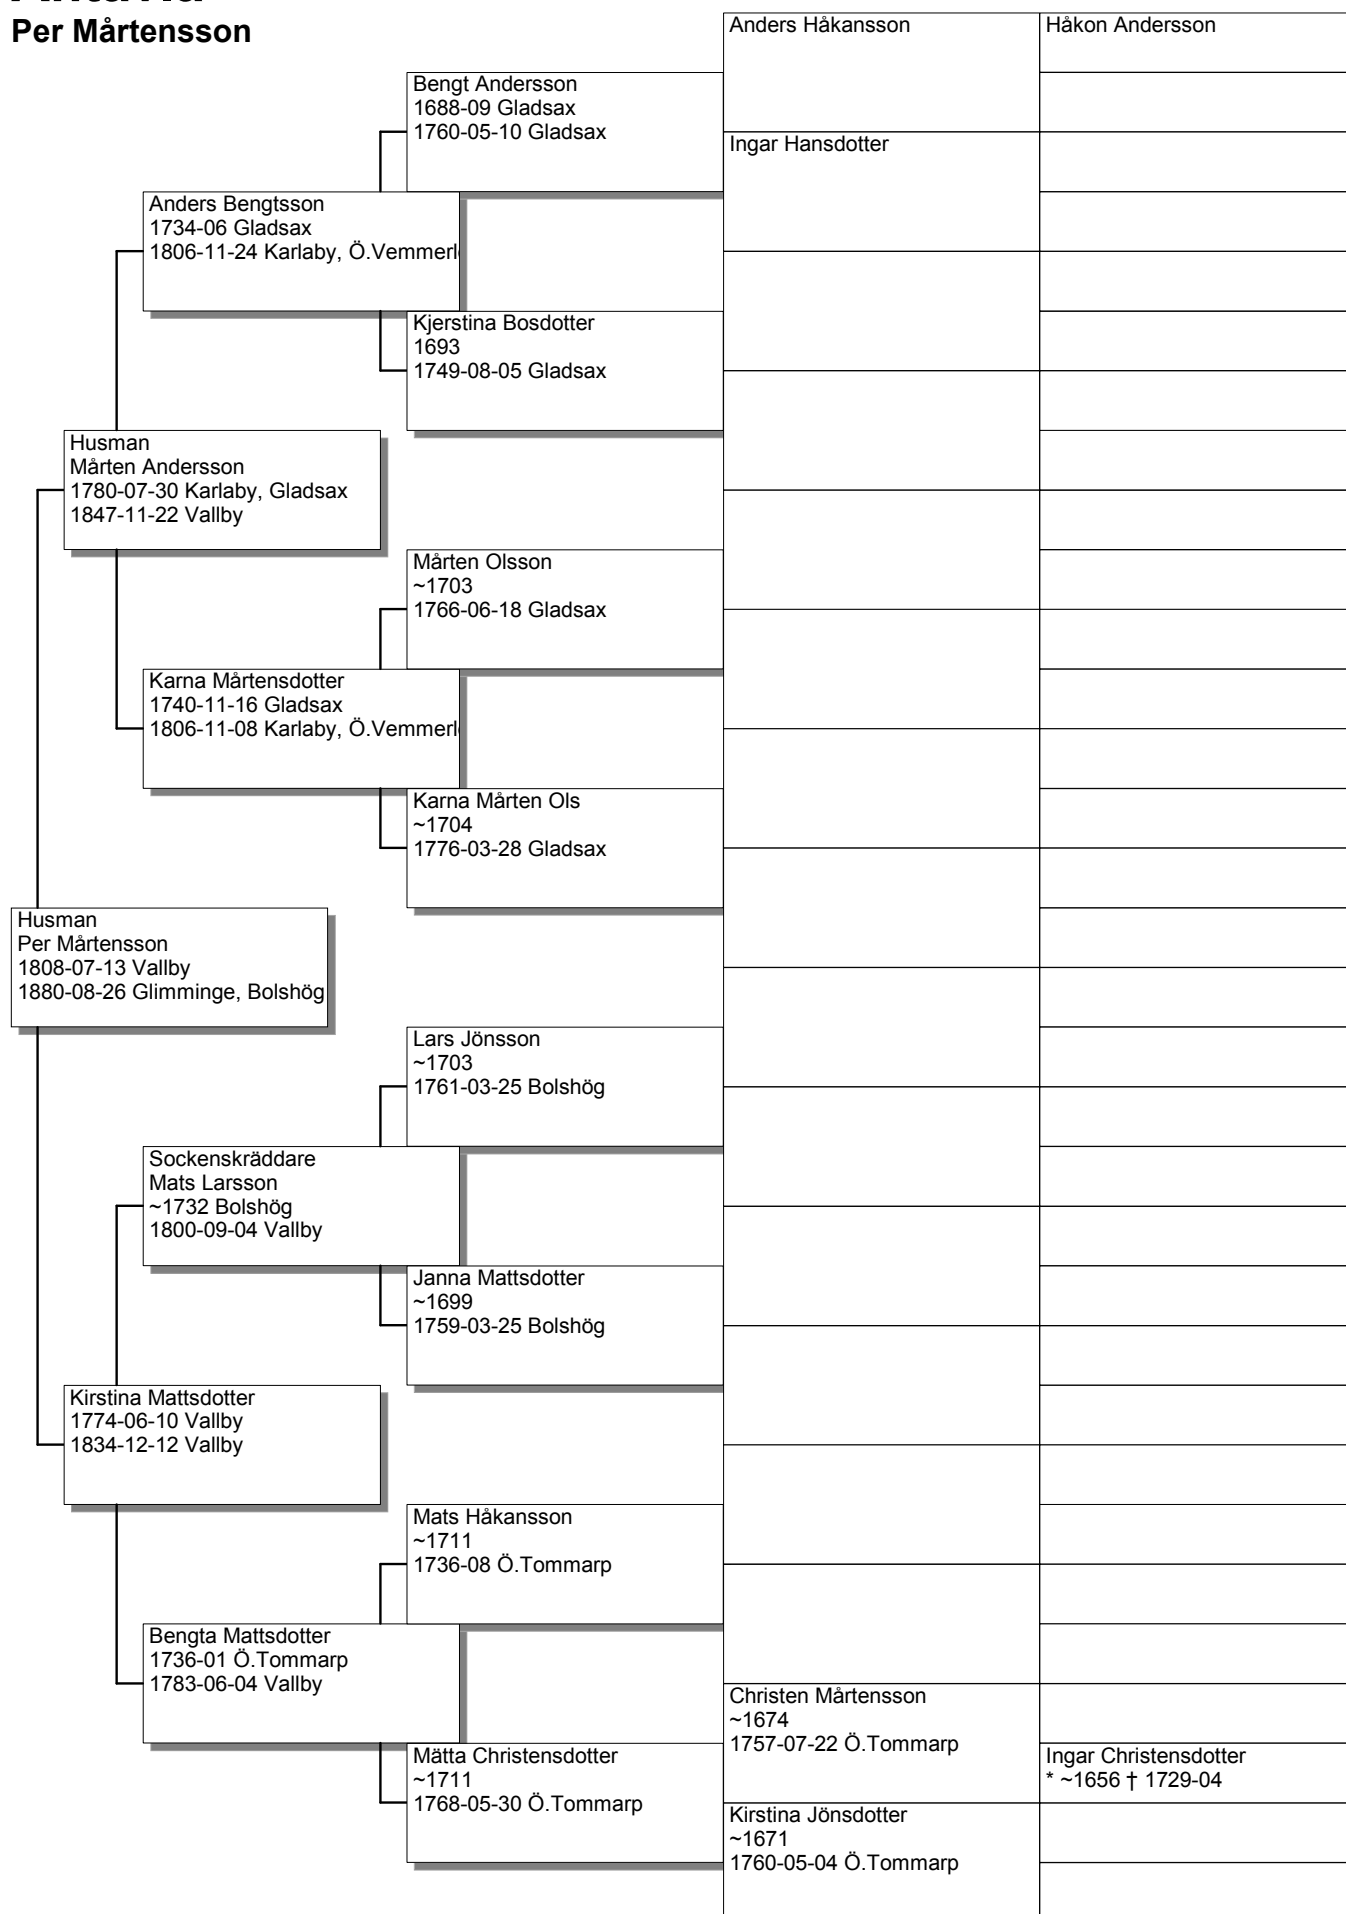 Per Mårtensson
Anders Håkansson
Håkon Andersson
Bengt Andersson
1688-09 Gladsax
1760-05-10 Gladsax
Ingar Hansdotter
Anders Bengtsson
1734-06 Gladsax
1806-11-24 Karlaby, Ö.Vemmerl
Kjerstina Bosdotter
1693
1749-08-05 Gladsax
Husman
Mårten Andersson
1780-07-30 Karlaby, Gladsax
1847-11-22 Vallby
Mårten Olsson
~1703
1766-06-18 Gladsax
Karna Mårtensdotter
1740-11-16 Gladsax
1806-11-08 Karlaby, Ö.Vemmerl
Karna Mårten Ols
~1704
1776-03-28 Gladsax
Husman
Per Mårtensson
1808-07-13 Vallby
1880-08-26 Glimminge, Bolshög
Lars Jönsson
~1703
1761-03-25 Bolshög
Sockenskräddare
Mats Larsson
~1732 Bolshög
1800-09-04 Vallby
Janna Mattsdotter
~1699
1759-03-25 Bolshög
Kirstina Mattsdotter
1774-06-10 Vallby
1834-12-12 Vallby
Mats Håkansson
~1711
1736-08 Ö.Tommarp
Bengta Mattsdotter
1736-01 Ö.Tommarp
1783-06-04 Vallby
Christen Mårtensson
~1674
1757-07-22 Ö.Tommarp
Mätta Christensdotter
~1711
1768-05-30 Ö.Tommarp
Ingar Christensdotter
* ~1656 † 1729-04
Kirstina Jönsdotter
~1671
1760-05-04 Ö.Tommarp